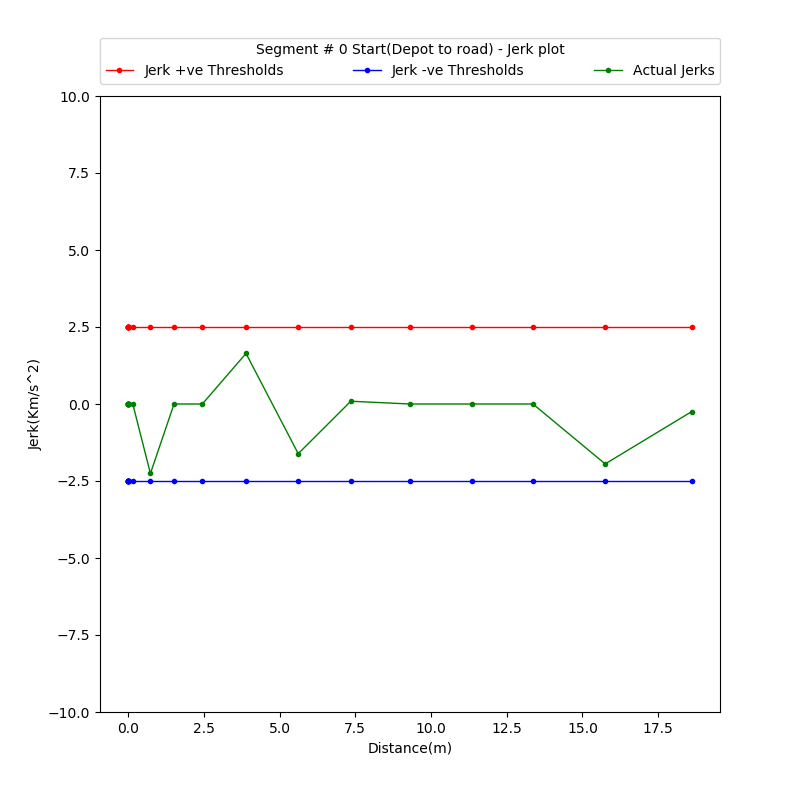 Segment # 0 Start(Depot to road) - Jerk plot
Jerk +ve Thresholds Jerk -ve Thresholds Actual Jerks
10.0
7.5
5.0
2.5
0.0
−2.5
−5.0
−7.5
−10.0
Jerk(Km/s^2)
0.0 2.5 5.0 7.5 10.0 12.5 15.0 17.5
Distance(m)